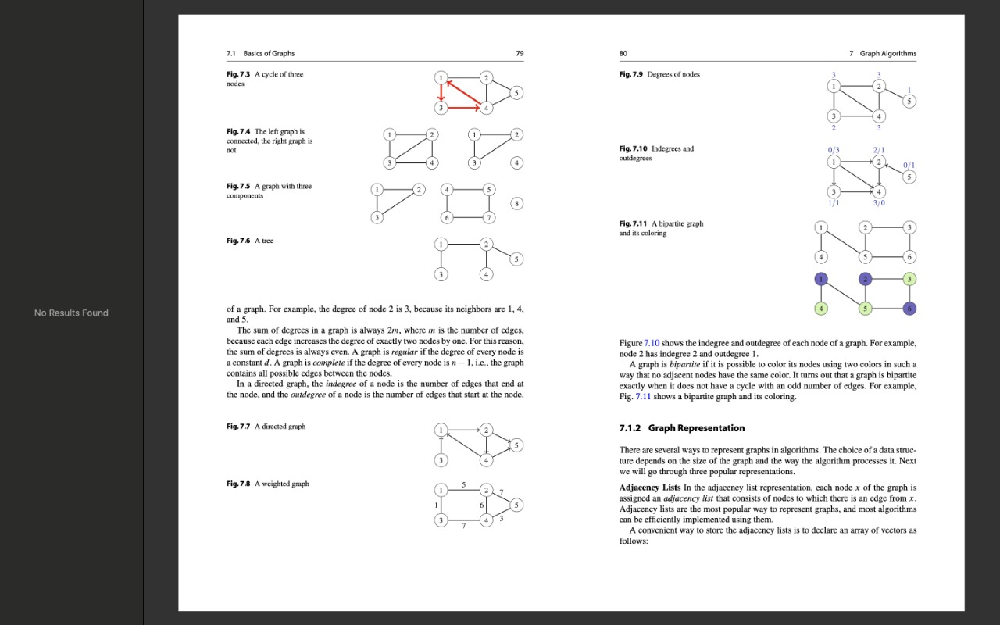 No Results Found
7.1 Basics of Graphs
79
Fig. 7.3 A cycle of three
nodes
1
2
5
3
4
Fig. 7.4 The left graph is
connected, the right graph is
not
1
2
1
2
3
4
3
4
Fig. 7.5 A graph with three
components
1
2
4
5
8
3
6
7
Fig. 7.6 A tree
1
2
5
3
4
of a graph. For example, the degree of node 2 is 3, because its neighbors are 1, 4,
and 5.
The sum of degrees in a graph is always 2m, where m is the number of edges,
because each edge increases the degree of exactly two nodes by one. For this reason,
the sum of degrees is always even. A graph is regular if the degree of every node is
a constant d. A graph is complete if the degree of every node is n − 1, i.e., the graph
contains all possible edges between the nodes.
In a directed graph, the indegree of a node is the number of edges that end at
the node, and the outdegree of a node is the number of edges that start at the node.
Fig. 7.7 A directed graph
1
2
5
3
4
Fig. 7.8 A weighted graph
5
1
2
7
1
6
5
3
4
3
7
80
7 Graph Algorithms
Fig. 7.9 Degrees of nodes
3
3
1
2
1
5
3
4
2
3
Fig. 7.10 Indegrees and
outdegrees
0/3
2/1
1
2
0/1
5
3
4
1/1
3/0
Fig. 7.11 A bipartite graph
and its coloring
1
2
3
4
5
6
1
2
3
4
5
6
Figure 7.10 shows the indegree and outdegree of each node of a graph. For example,
node 2 has indegree 2 and outdegree 1.
A graph is bipartite if it is possible to color its nodes using two colors in such a
way that no adjacent nodes have the same color. It turns out that a graph is bipartite
exactly when it does not have a cycle with an odd number of edges. For example,
Fig. 7.11 shows a bipartite graph and its coloring.
7.1.2 Graph Representation
There are several ways to represent graphs in algorithms. The choice of a data struc-
ture depends on the size of the graph and the way the algorithm processes it. Next
we will go through three popular representations.
Adjacency Lists In the adjacency list representation, each node x of the graph is
assigned an adjacency list that consists of nodes to which there is an edge from x.
Adjacency lists are the most popular way to represent graphs, and most algorithms
can be efficiently implemented using them.
A convenient way to store the adjacency lists is to declare an array of vectors as
follows: